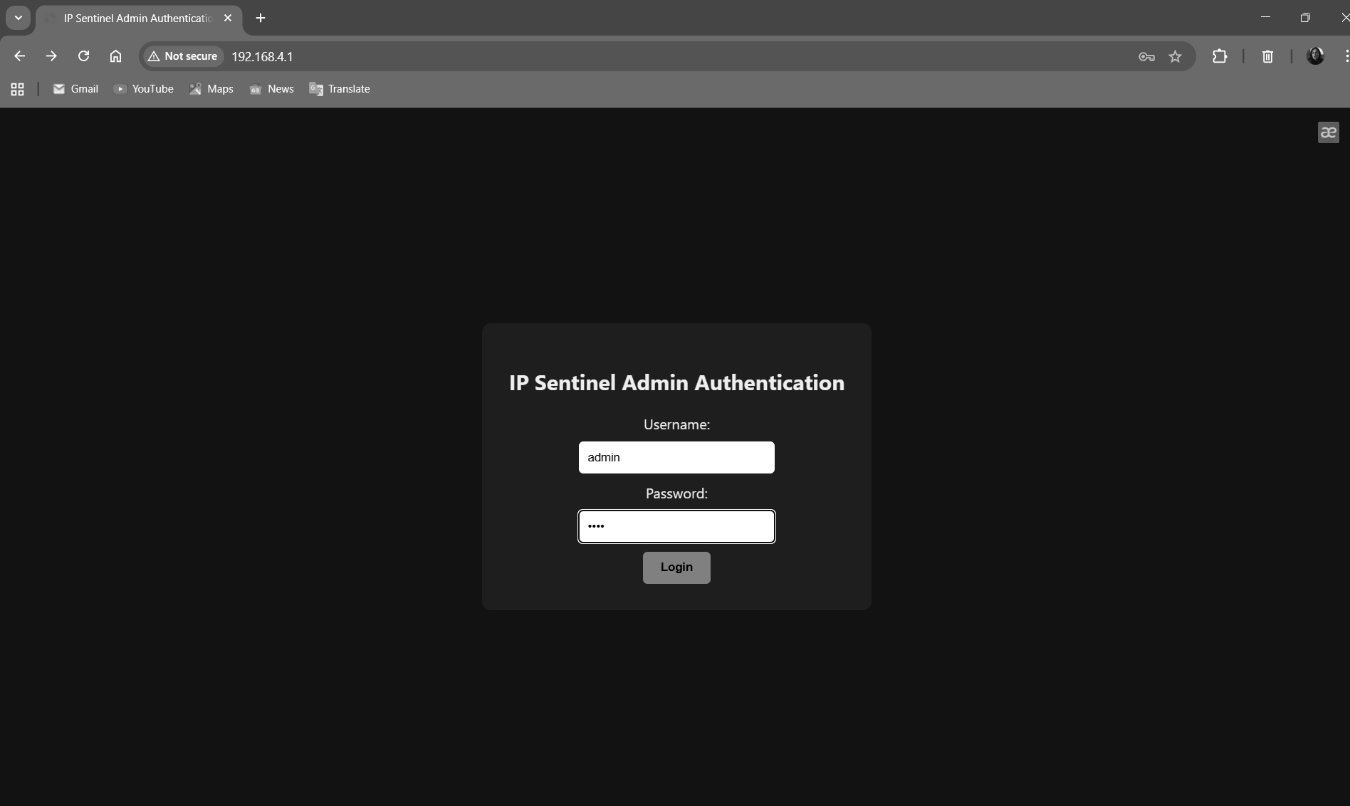 IP Sentinel Admin Authenticatic
Not secure 192.168.4.1
Gmail YouTube Maps News Translate
æ
IP Sentinel Admin Authentication
Username:
admin
Password:
••••
Login